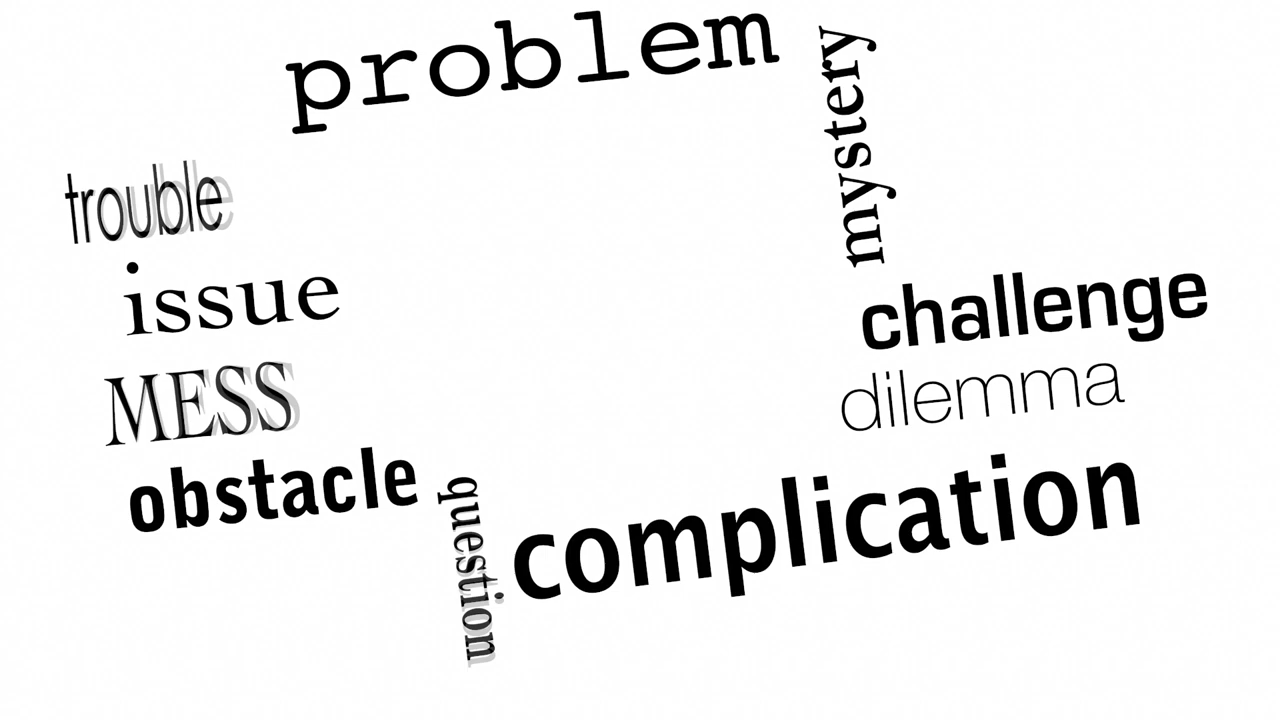 problem
mystery
trouble
issue
challenge
MESS
dilemma
obstacle
question
complication